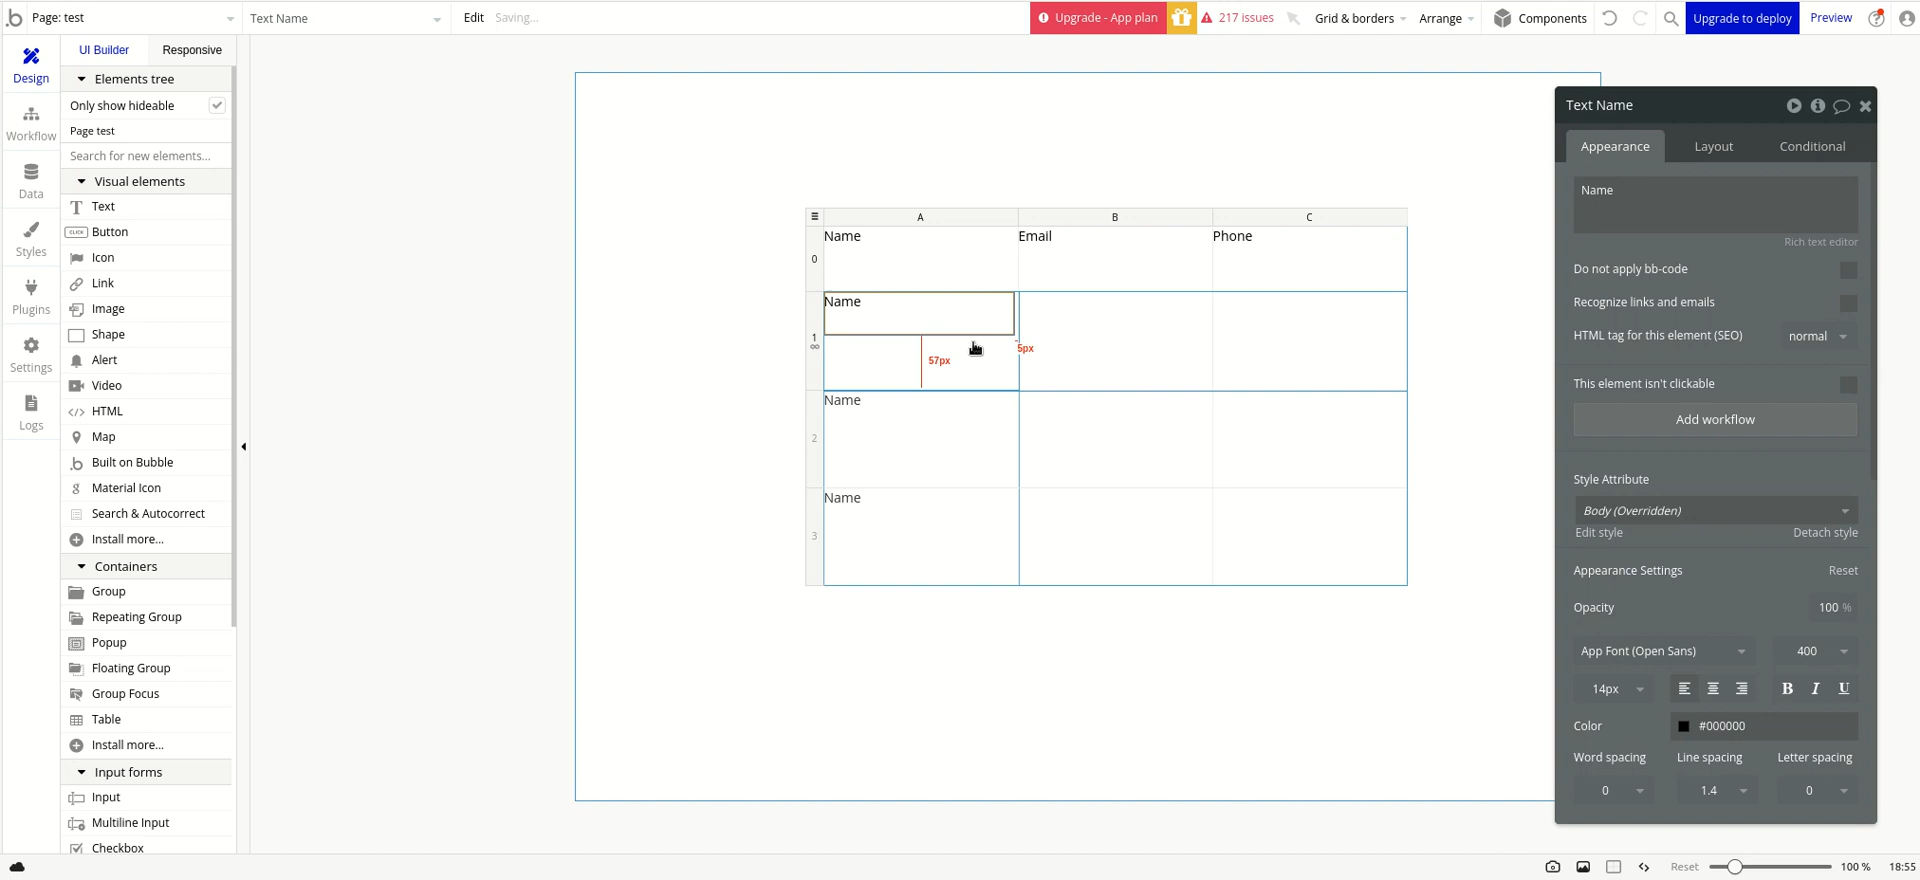 Page: test
Text Name
Edit
Saving...
Upgrade - App plan
217 issues
Grid & borders
Arrange
Components
Upgrade to deploy
Preview
Design
Workflow
Data
Styles
Plugins
Settings
Logs
UI Builder
Responsive
Elements tree
Only show hideable
Page test
Search for new elements...
Visual elements
Text
CLICK Button
Icon
Link
Image
Shape
Alert
Video
</> HTML
Map
Built on Bubble
Material Icon
Search & Autocorrect
Install more...
Containers
Group
Repeating Group
Popup
Floating Group
Group Focus
Table
Install more...
Input forms
Input
Multiline Input
Checkbox
A B C
0 Name Email Phone
1 Name
57px 5px
2 Name
3 Name
Text Name
Appearance Layout Conditional
Name
Rich text editor
Do not apply bb-code
Recognize links and emails
HTML tag for this element (SEO) normal
This element isn't clickable
Add workflow
Style Attribute
Body (Overridden)
Edit style Detach style
Appearance Settings Reset
Opacity 100 %
App Font (Open Sans) 400
14px B I U
Color #000000
Word spacing Line spacing Letter spacing
0 1.4 0
Reset 100 % 18:55